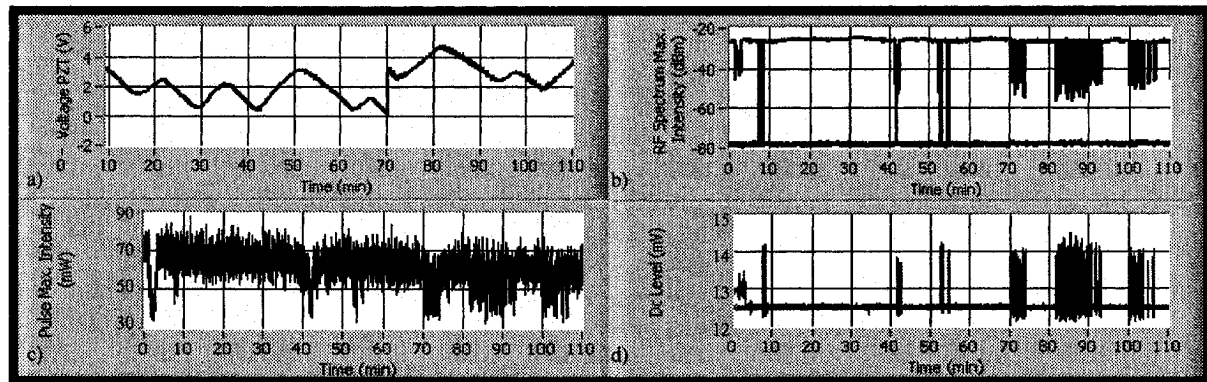 a)
Voltage PZT (V)
0 -
6
4
2
0
-2
10 20 30 40 50 60 70 80 90 100 110
Time (min)
b)
RF Spectrum Max.
Intensity (dBm)
-20
-40
-60
-80
0 10 20 30 40 50 60 70 80 90 100 110
Time (min)
c)
Pulse Max. Intensity
(mW)
90
70
50
30
0 10 20 30 40 50 60 70 80 90 100 110
Time (min)
d)
Dc Level (mV)
15
14
13
12
0 10 20 30 40 50 60 70 80 90 100 110
Time (min)